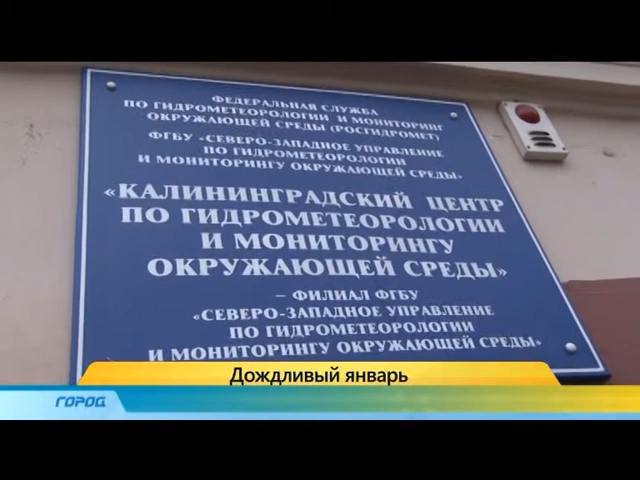 ФЕДЕРАЛЬНАЯ СЛУЖБА
ПО ГИДРОМЕТЕОРОЛОГИИ И МОНИТОРИНГ
ОКРУЖАЮЩЕЙ СРЕДЫ (РОСГИДРОМЕТ)
ФГБУ «СЕВЕРО-ЗАПАДНОЕ УПРАВЛЕНИЕ
ПО ГИДРОМЕТЕОРОЛОГИИ
И МОНИТОРИНГУ ОКРУЖАЮЩЕЙ СРЕДЫ»
«КАЛИНИНГРАДСКИЙ ЦЕНТР
ПО ГИДРОМЕТЕОРОЛОГИИ
И МОНИТОРИНГУ
ОКРУЖАЮЩЕЙ СРЕДЫ»
– ФИЛИАЛ ФГБУ
«СЕВЕРО-ЗАПАДНОЕ УПРАВЛЕНИЕ
ПО ГИДРОМЕТЕОРОЛОГИИ
И МОНИТОРИНГУ ОКРУЖАЮЩЕЙ СРЕДЫ»
Дождливый январь
ГОРОД